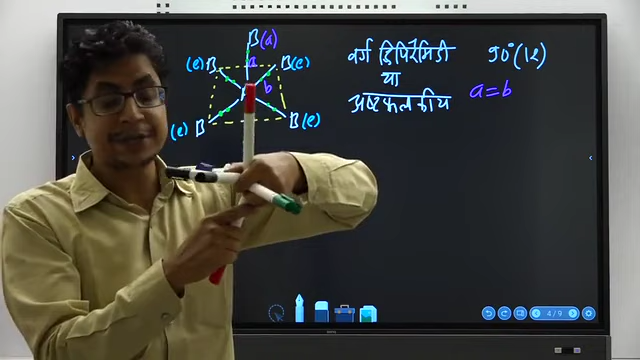 B(a)
(e)B B(e)
a
b
(e)B B(e)
वर्ग द्विपिरैमिडी 90°(12)
या
अष्टफलकीय a=b
4/9